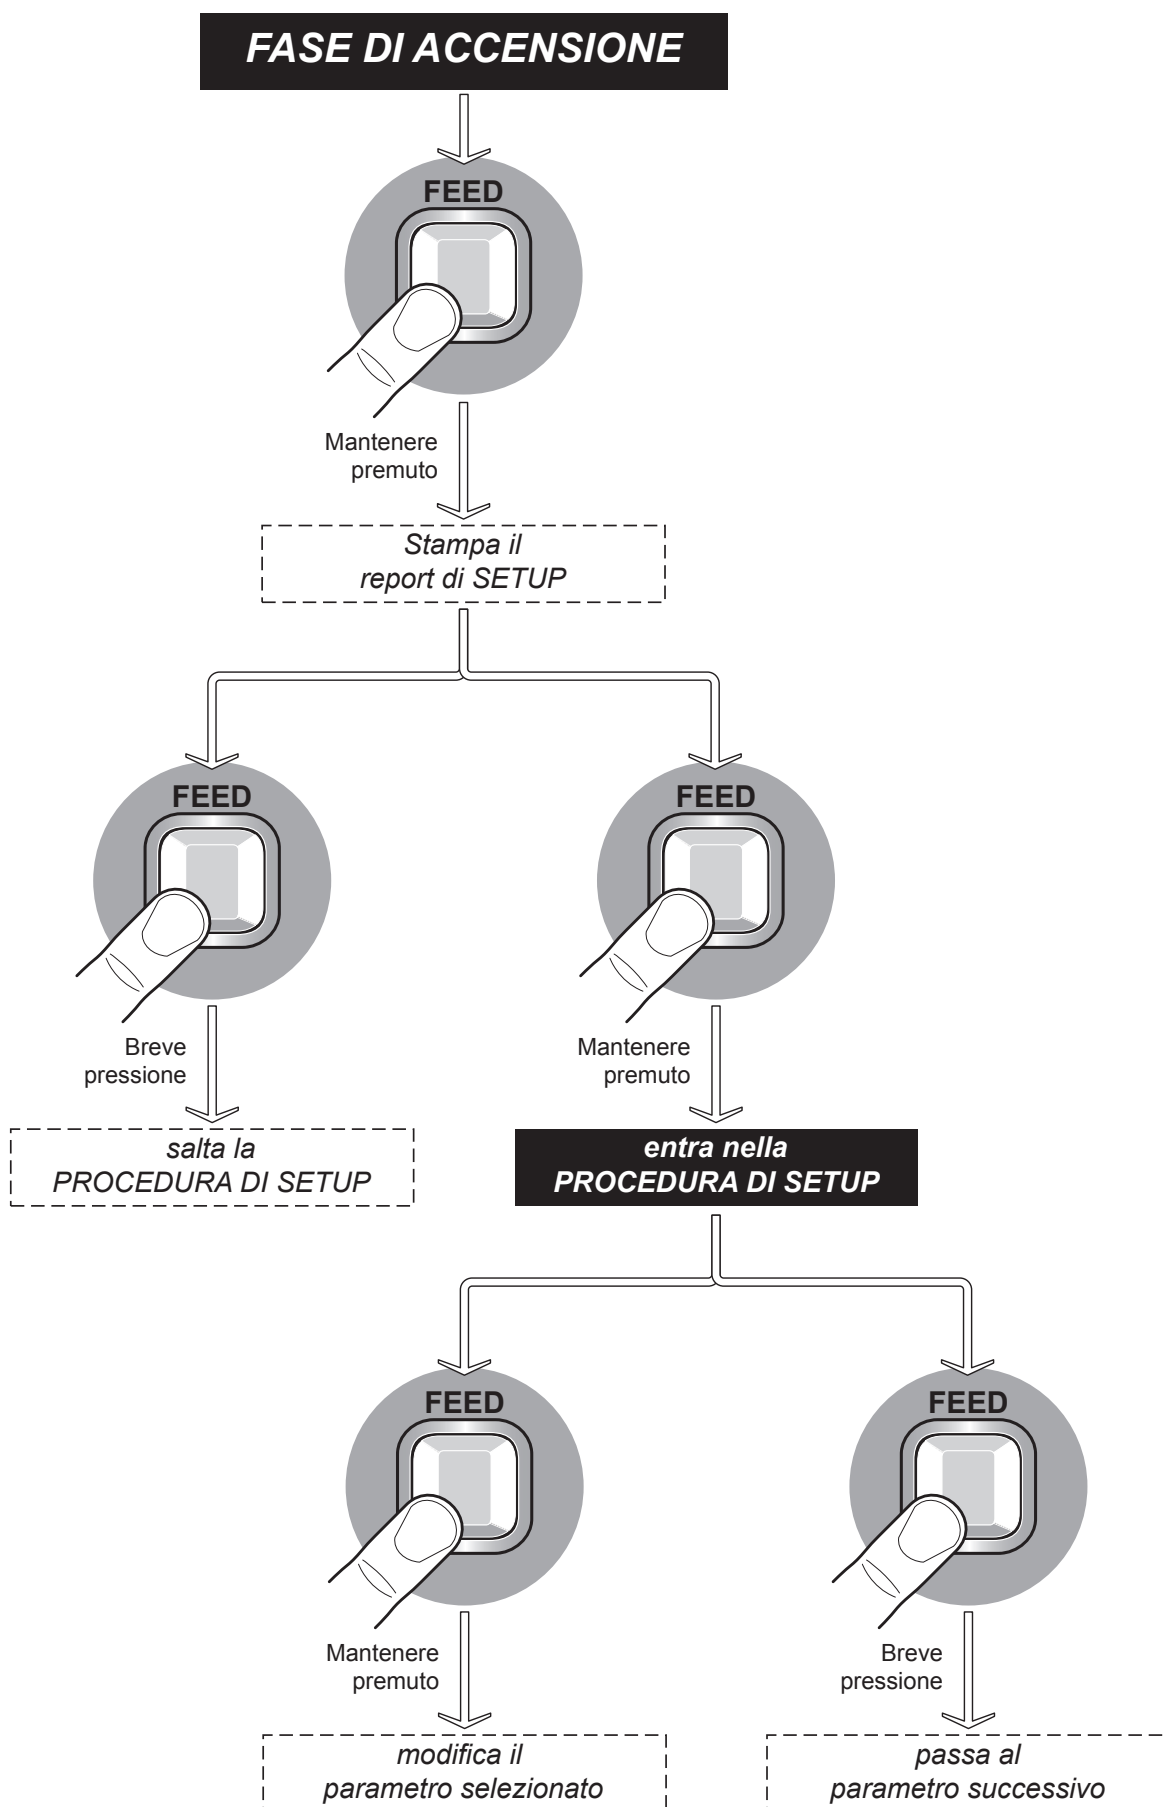 FASE DI ACCENSIONE
FEED
Mantenere
premuto
Stampa il
report di SETUP
FEED
FEED
Breve
pressione
Mantenere
premuto
salta la
PROCEDURA DI SETUP
entra nella
PROCEDURA DI SETUP
FEED
FEED
Mantenere
premuto
Breve
pressione
modifica il
parametro selezionato
passa al
parametro successivo